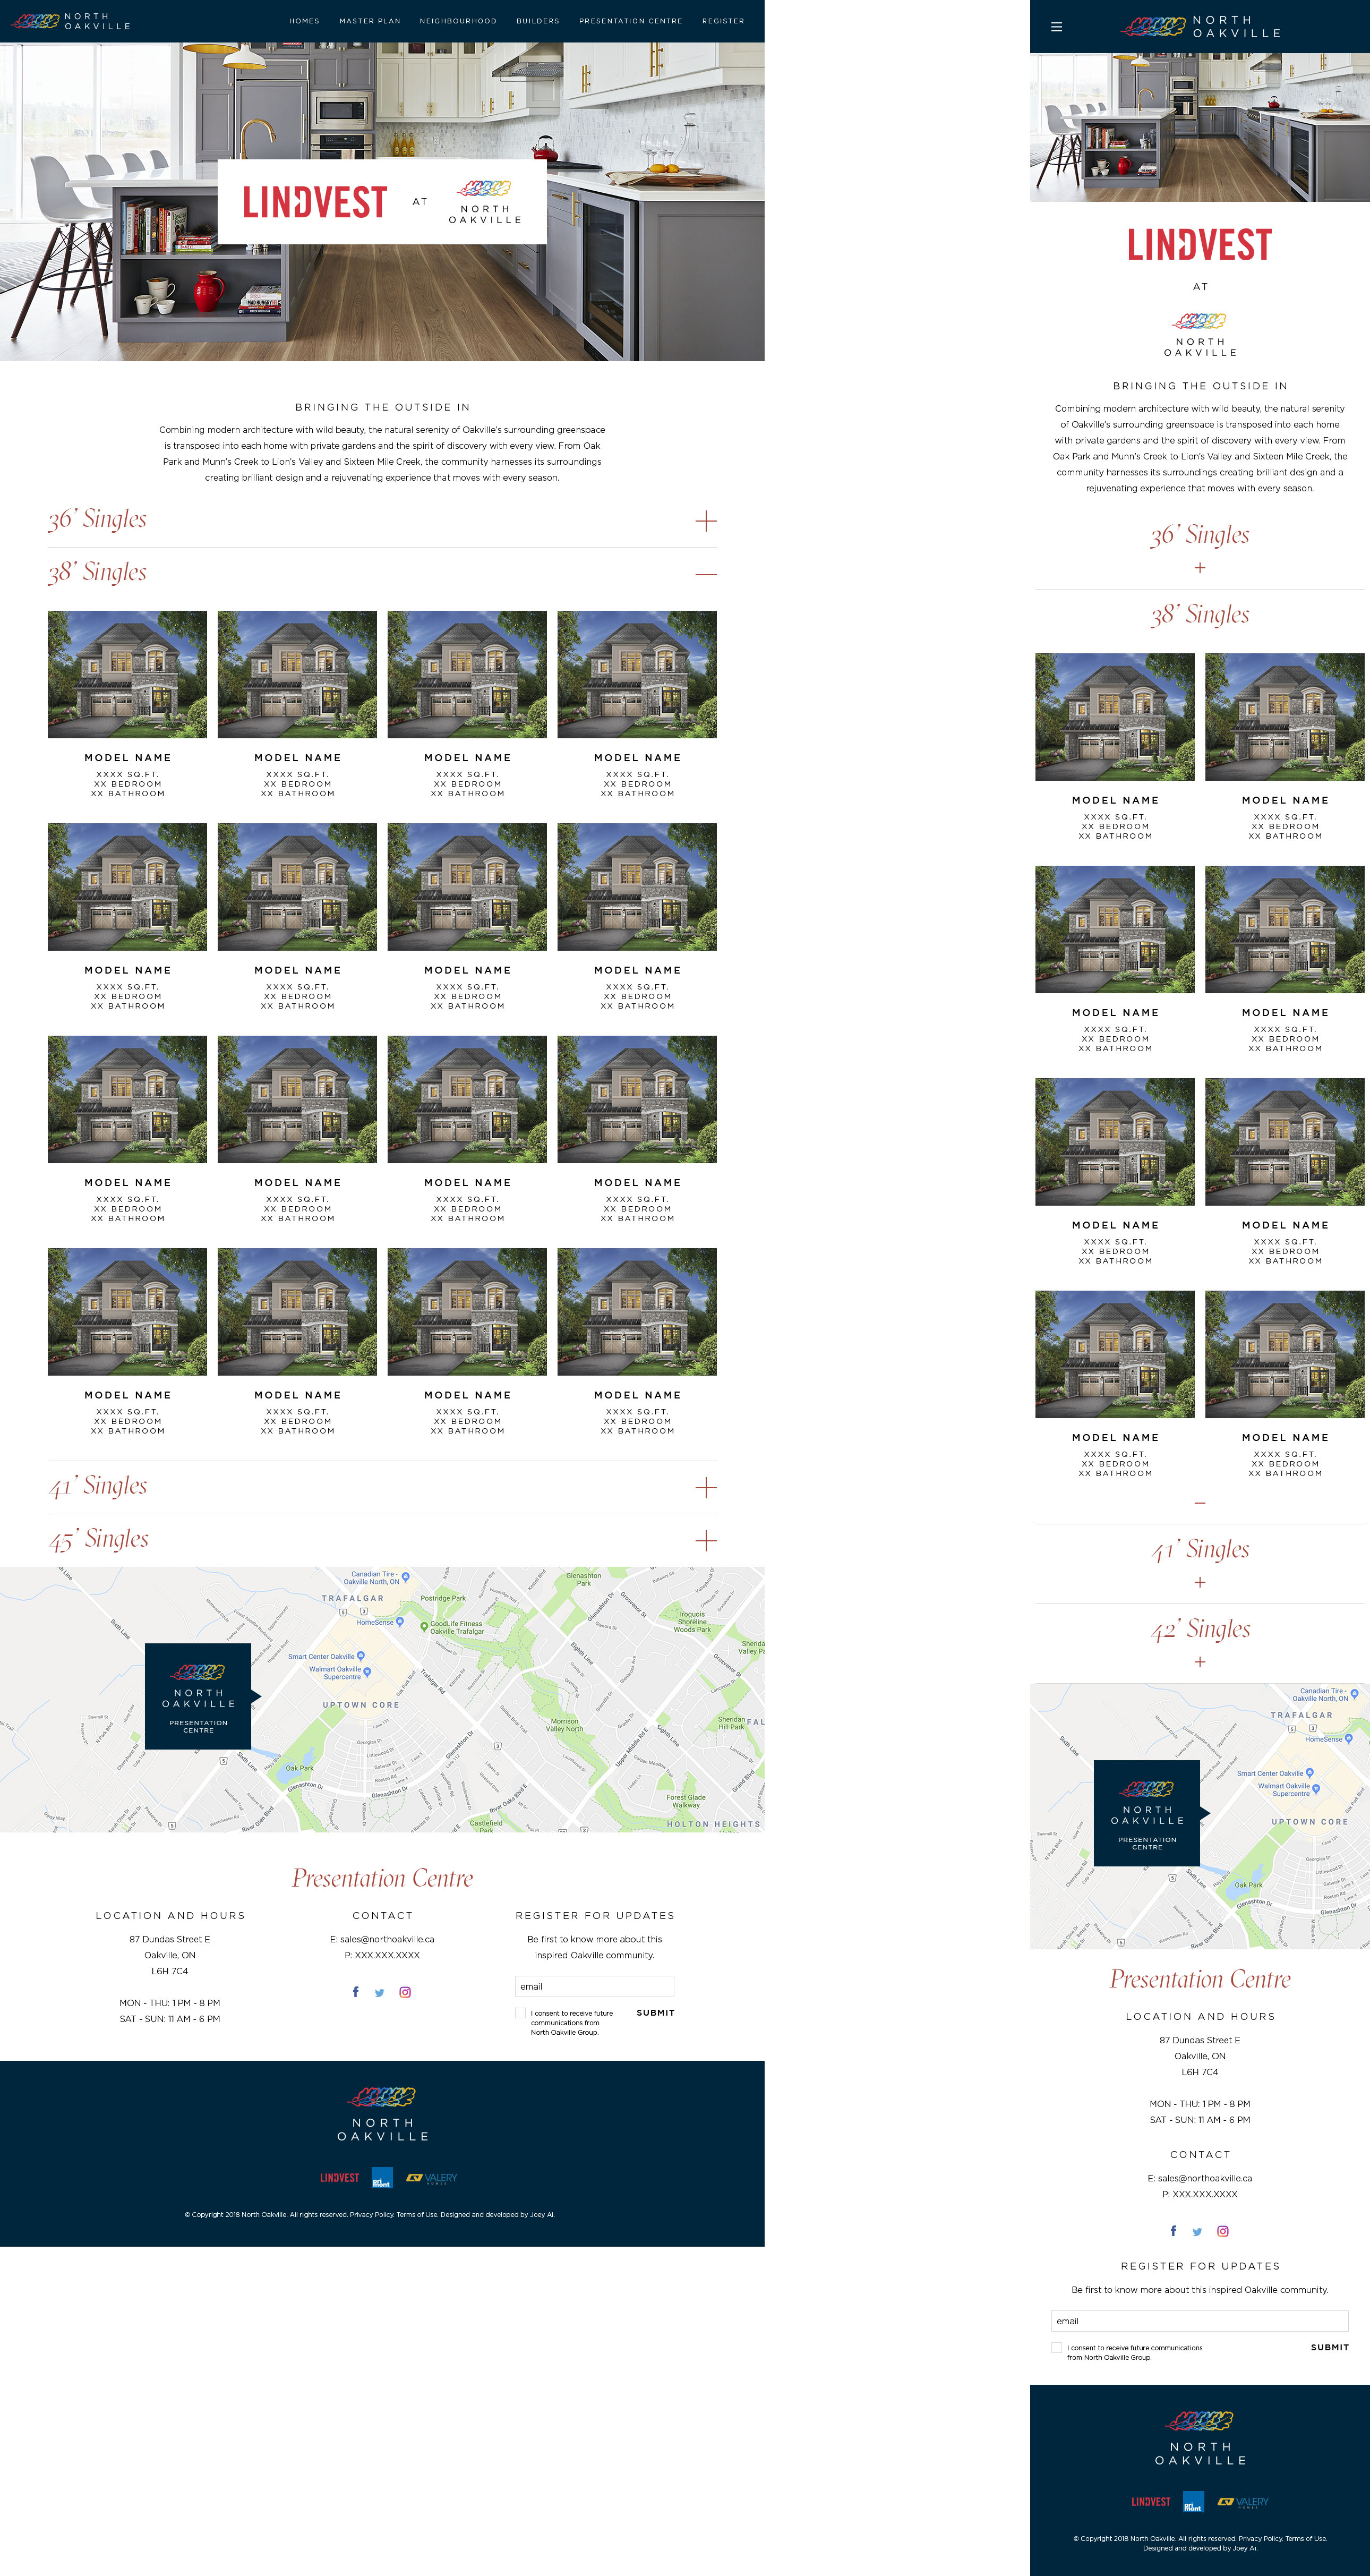 NORTH
OAKVILLE
HOMES MASTER PLAN NEIGHBOURHOOD BUILDERS PRESENTATION CENTRE REGISTER
LINDVEST AT NORTH
OAKVILLE
BRINGING THE OUTSIDE IN
Combining modern architecture with wild beauty, the natural serenity of Oakville's surrounding greenspace
is transposed into each home with private gardens and the spirit of discovery with every view. From Oak
Park and Munn's Creek to Lion's Valley and Sixteen Mile Creek, the community harnesses its surroundings
creating brilliant design and a rejuvenating experience that moves with every season.
36' Singles
38' Singles
MODEL NAME MODEL NAME MODEL NAME MODEL NAME
XXXX SQ.FT. XXXX SQ.FT. XXXX SQ.FT. XXXX SQ.FT.
XX BEDROOM XX BEDROOM XX BEDROOM XX BEDROOM
XX BATHROOM XX BATHROOM XX BATHROOM XX BATHROOM
MODEL NAME MODEL NAME MODEL NAME MODEL NAME
XXXX SQ.FT. XXXX SQ.FT. XXXX SQ.FT. XXXX SQ.FT.
XX BEDROOM XX BEDROOM XX BEDROOM XX BEDROOM
XX BATHROOM XX BATHROOM XX BATHROOM XX BATHROOM
MODEL NAME MODEL NAME MODEL NAME MODEL NAME
XXXX SQ.FT. XXXX SQ.FT. XXXX SQ.FT. XXXX SQ.FT.
XX BEDROOM XX BEDROOM XX BEDROOM XX BEDROOM
XX BATHROOM XX BATHROOM XX BATHROOM XX BATHROOM
MODEL NAME MODEL NAME MODEL NAME MODEL NAME
XXXX SQ.FT. XXXX SQ.FT. XXXX SQ.FT. XXXX SQ.FT.
XX BEDROOM XX BEDROOM XX BEDROOM XX BEDROOM
XX BATHROOM XX BATHROOM XX BATHROOM XX BATHROOM
41' Singles
45' Singles
Canadian Tire -
Oakville North, ON
TRAFALGAR
HomeSense
Postridge Park
GoodLife Fitness
Oakville Trafalgar
Glenashton
Park
Iroquois
Shoreline
Woods Park
Smart Center Oakville
Walmart Oakville
Supercentre
UPTOWN CORE
Sixth Line
Trafalgar Rd
Eighth Line
Glenashton Dr
Grosvenor St
Morrison
Valley North
Sheridan
Hill Park
Oak Park
Glenashton Dr
River Glen Blvd
River Oaks Blvd E
Upper Middle Rd E
Grand Blvd
Castlefield
Park
Forest Glade
Walkway
HOLTON HEIGHTS
NORTH
OAKVILLE
PRESENTATION
CENTRE
Presentation Centre
LOCATION AND HOURS
87 Dundas Street E
Oakville, ON
L6H 7C4
MON - THU: 1 PM - 8 PM
SAT - SUN: 11 AM - 6 PM
CONTACT
E: sales@northoakville.ca
P: XXX.XXX.XXXX
REGISTER FOR UPDATES
Be first to know more about this
inspired Oakville community.
email
I consent to receive future
communications from
North Oakville Group.
SUBMIT
NORTH
OAKVILLE
LINDVEST primont VALERY
HOMES
© Copyright 2018 North Oakville. All rights reserved. Privacy Policy. Terms of Use. Designed and developed by Joey Ai.
NORTH
OAKVILLE
LINDVEST
AT
NORTH
OAKVILLE
BRINGING THE OUTSIDE IN
Combining modern architecture with wild beauty, the natural serenity
of Oakville's surrounding greenspace is transposed into each home
with private gardens and the spirit of discovery with every view. From
Oak Park and Munn's Creek to Lion's Valley and Sixteen Mile Creek, the
community harnesses its surroundings creating brilliant design and a
rejuvenating experience that moves with every season.
36' Singles
38' Singles
MODEL NAME MODEL NAME
XXXX SQ.FT. XXXX SQ.FT.
XX BEDROOM XX BEDROOM
XX BATHROOM XX BATHROOM
MODEL NAME MODEL NAME
XXXX SQ.FT. XXXX SQ.FT.
XX BEDROOM XX BEDROOM
XX BATHROOM XX BATHROOM
MODEL NAME MODEL NAME
XXXX SQ.FT. XXXX SQ.FT.
XX BEDROOM XX BEDROOM
XX BATHROOM XX BATHROOM
MODEL NAME MODEL NAME
XXXX SQ.FT. XXXX SQ.FT.
XX BEDROOM XX BEDROOM
XX BATHROOM XX BATHROOM
41' Singles
42' Singles
Canadian Tire -
Oakville North, ON
TRAFALGAR
HomeSense
Smart Center Oakville
Walmart Oakville
Supercentre
UPTOWN CORE
Sixth Line
Oak Park
Glenashton Dr
River Glen Blvd
NORTH
OAKVILLE
PRESENTATION
CENTRE
Presentation Centre
LOCATION AND HOURS
87 Dundas Street E
Oakville, ON
L6H 7C4
MON - THU: 1 PM - 8 PM
SAT - SUN: 11 AM - 6 PM
CONTACT
E: sales@northoakville.ca
P: XXX.XXX.XXXX
REGISTER FOR UPDATES
Be first to know more about this inspired Oakville community.
email
I consent to receive future communications
from North Oakville Group.
SUBMIT
NORTH
OAKVILLE
LINDVEST primont VALERY
HOMES
© Copyright 2018 North Oakville. All rights reserved. Privacy Policy. Terms of Use.
Designed and developed by Joey Ai.